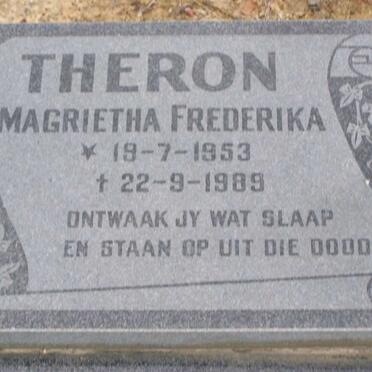 THERON
MAGRIETHA FREDERIKA
* 19-7-1953
† 22-9-1989
ONTWAAK JY WAT SLAAP
EN STAAN OP UIT DIE DOOD